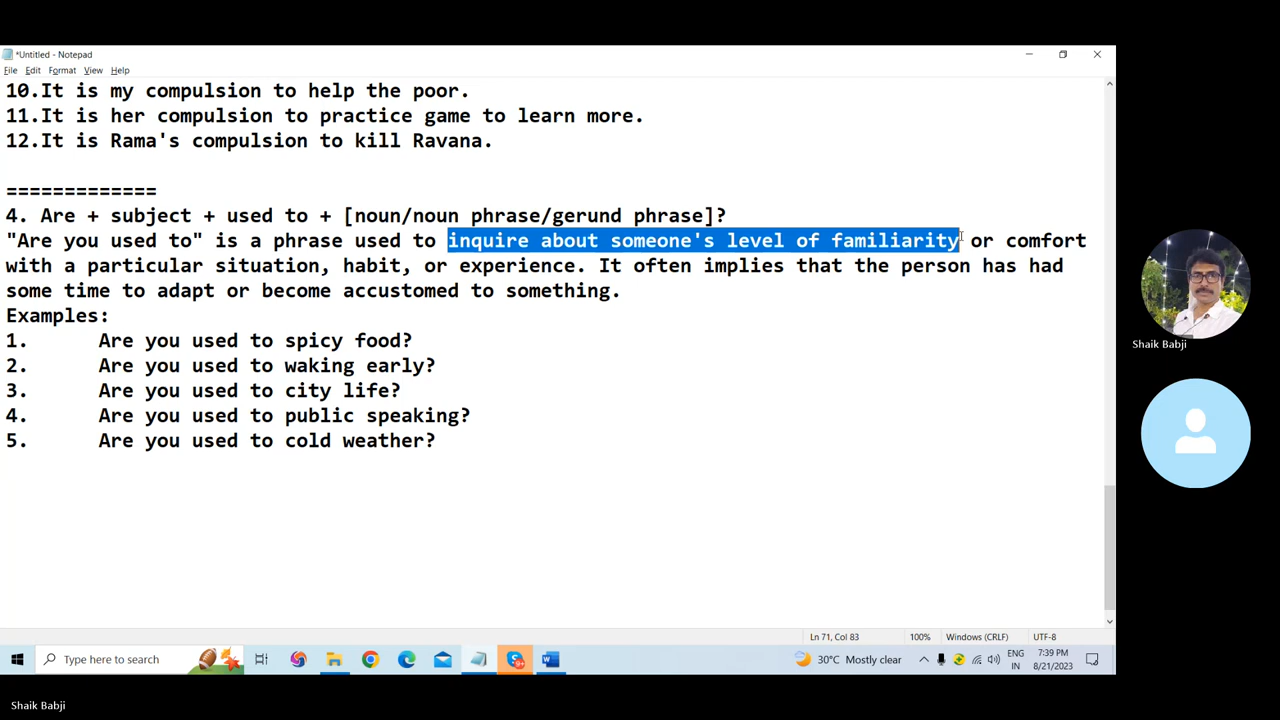 *Untitled - Notepad
File Edit Format View Help
10.It is my compulsion to help the poor.
11.It is her compulsion to practice game to learn more.
12.It is Rama's compulsion to kill Ravana.
=============
4. Are + subject + used to + [noun/noun phrase/gerund phrase]?
"Are you used to" is a phrase used to inquire about someone's level of familiarity or comfort
with a particular situation, habit, or experience. It often implies that the person has had
some time to adapt or become accustomed to something.
Examples:
1. Are you used to spicy food?
2. Are you used to waking early?
3. Are you used to city life?
4. Are you used to public speaking?
5. Are you used to cold weather?
Shaik Babji
Ln 71, Col 83 100% Windows (CRLF) UTF-8
Type here to search 30°C Mostly clear ENG IN 7:39 PM 8/21/2023
Shaik Babji